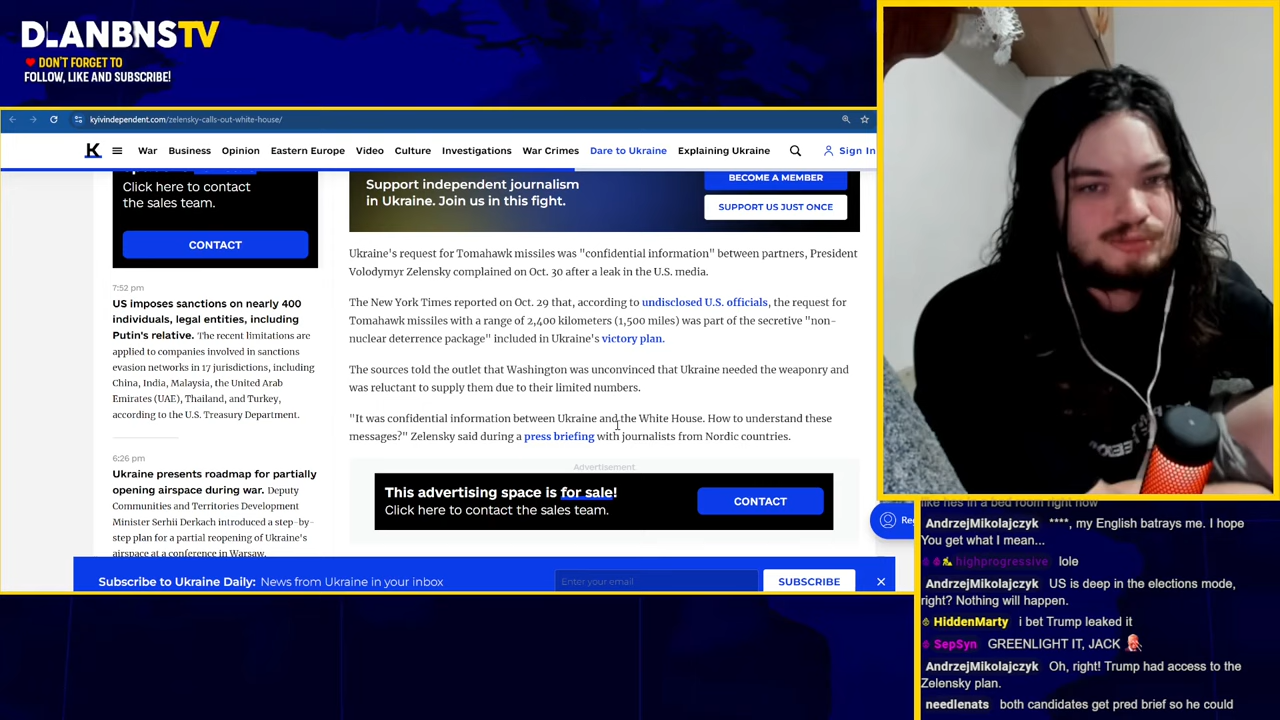 DLANBNSTV
DON'T FORGET TO
FOLLOW, LIKE AND SUBSCRIBE!
kyivindependent.com/zelensky-calls-out-white-house/
K
War Business Opinion Eastern Europe Video Culture Investigations War Crimes Dare to Ukraine Explaining Ukraine Sign In
Click here to contact
the sales team.
CONTACT
7:52 pm
US imposes sanctions on nearly 400
individuals, legal entities, including
Putin's relative. The recent limitations are
applied to companies involved in sanctions
evasion networks in 17 jurisdictions, including
China, India, Malaysia, the United Arab
Emirates (UAE), Thailand, and Turkey,
according to the U.S. Treasury Department.
6:26 pm
Ukraine presents roadmap for partially
opening airspace during war. Deputy
Communities and Territories Development
Minister Serhii Derkach introduced a step-by-
step plan for a partial reopening of Ukraine's
airspace at a conference in Warsaw.
Support independent journalism
in Ukraine. Join us in this fight.
BECOME A MEMBER
SUPPORT US JUST ONCE
Ukraine's request for Tomahawk missiles was "confidential information" between partners, President
Volodymyr Zelensky complained on Oct. 30 after a leak in the U.S. media.
The New York Times reported on Oct. 29 that, according to undisclosed U.S. officials, the request for
Tomahawk missiles with a range of 2,400 kilometers (1,500 miles) was part of the secretive "non-
nuclear deterrence package" included in Ukraine's victory plan.
The sources told the outlet that Washington was unconvinced that Ukraine needed the weaponry and
was reluctant to supply them due to their limited numbers.
"It was confidential information between Ukraine and the White House. How to understand these
messages?" Zelensky said during a press briefing with journalists from Nordic countries.
Advertisement
This advertising space is for sale!
Click here to contact the sales team.
CONTACT
Subscribe to Ukraine Daily: News from Ukraine in your inbox
Enter your email
SUBSCRIBE
like hes in a bed room right now
AndrzejMikolajczyk ****, my English batrays me. I hope
You get what I mean...
highprogressive lole
AndrzejMikolajczyk US is deep in the elections mode,
right? Nothing will happen.
HiddenMarty i bet Trump leaked it
SepSyn GREENLIGHT IT, JACK
AndrzejMikolajczyk Oh, right! Trump had access to the
Zelensky plan.
needlenats both candidates get pred brief so he could